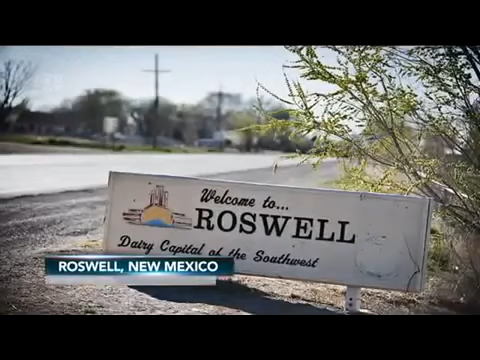 Welcome to...
ROSWELL
Dairy Capital of the Southwest
ROSWELL, NEW MEXICO